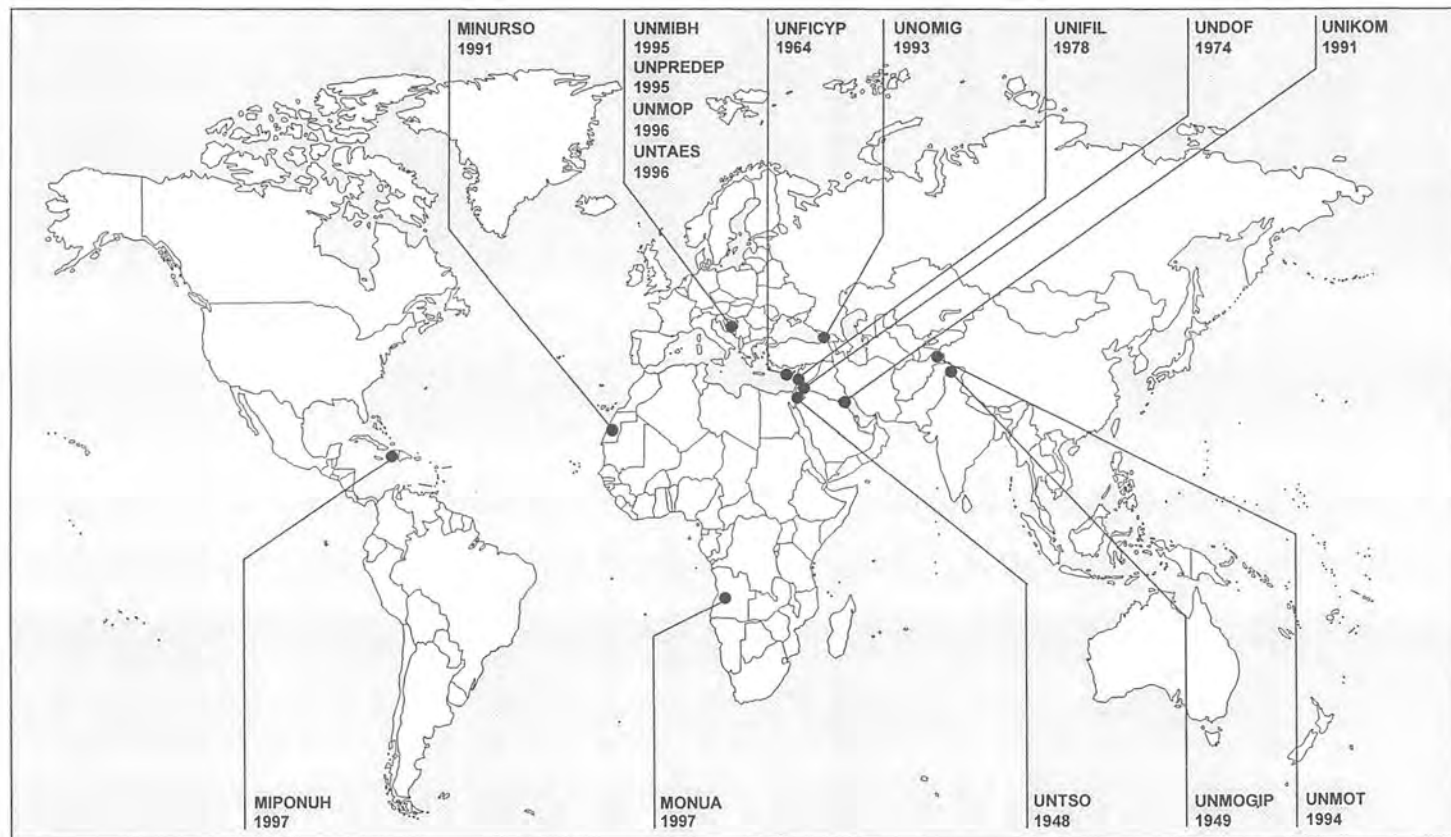 MINURSO
1991
UNMIBH
1995
UNPREDEP
1995
UNMOP
1996
UNTAES
1996
UNFICYP
1964
UNOMIG
1993
UNIFIL
1978
UNDOF
1974
UNIKOM
1991
MIPONUH
1997
MONUA
1997
UNTSO
1948
UNMOGIP
1949
UNMOT
1994